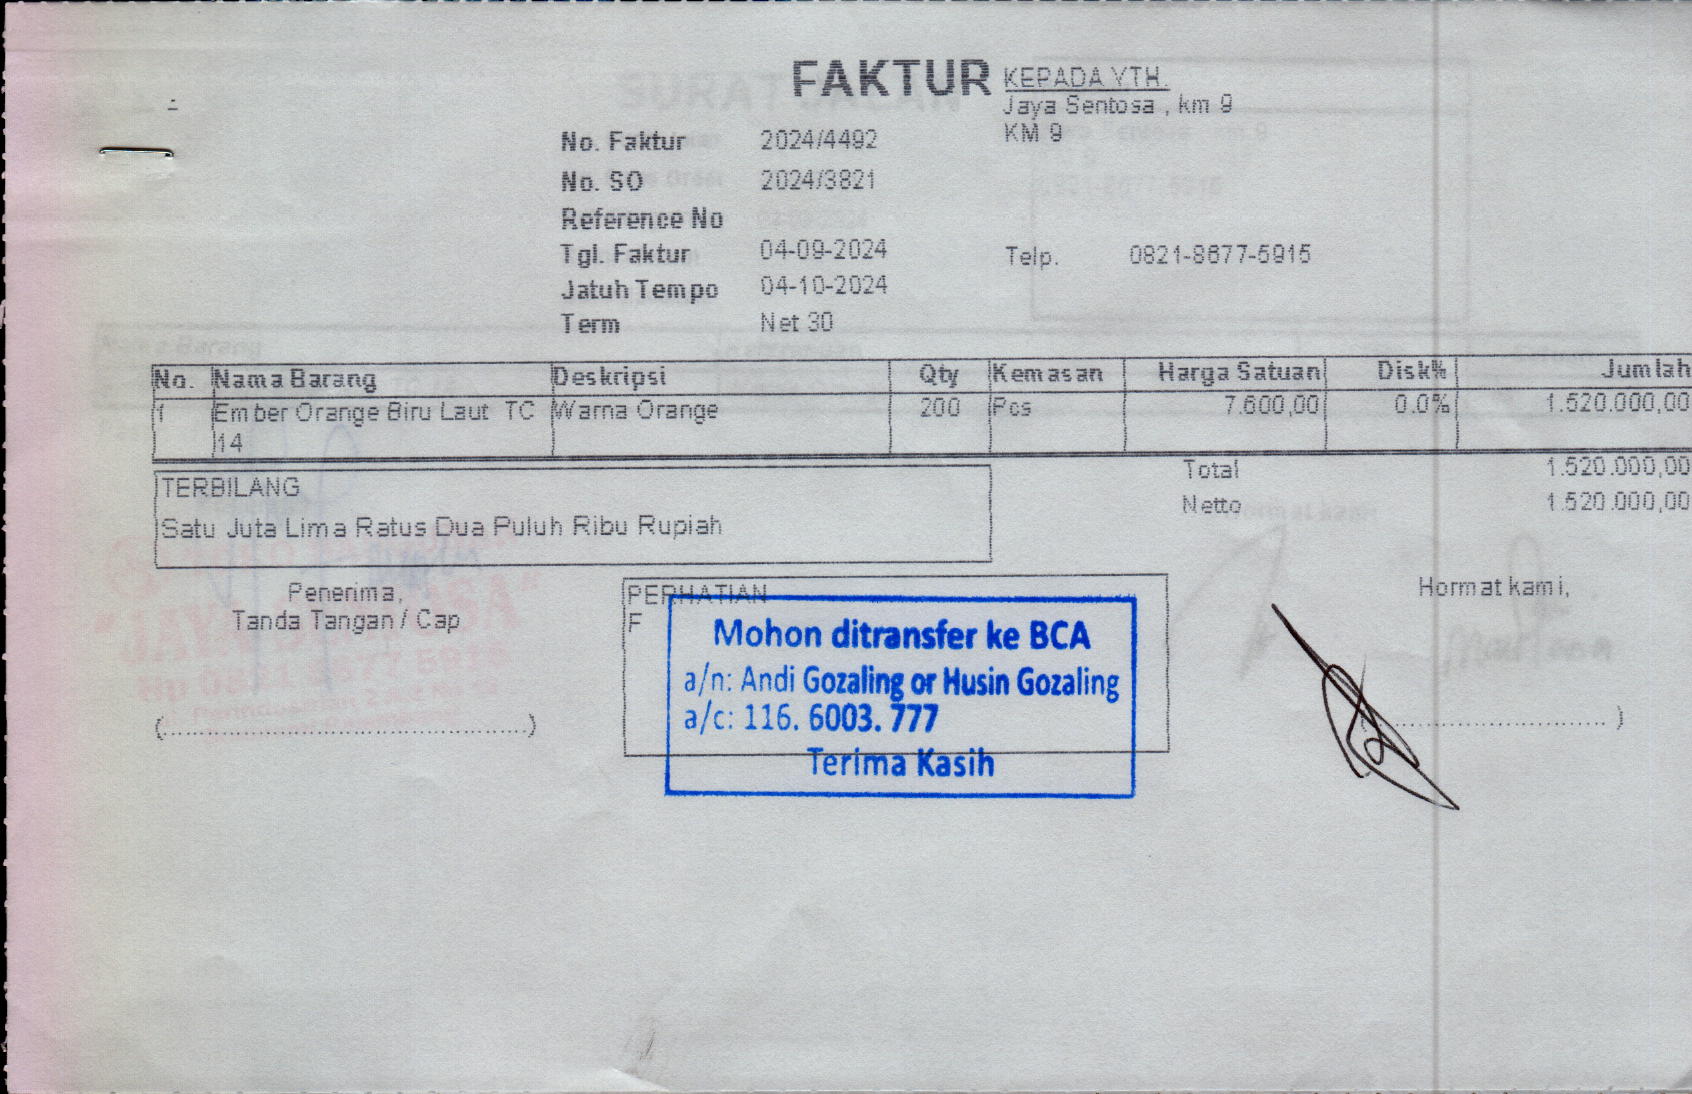 FAKTUR
KEPADA YTH.
Jaya Sentosa , km 9
KM 9
No. Faktur 2024/4492
No. SO 2024/3821
Reference No
Tgl. Faktur 04-09-2024
Telp. 0821-8677-5915
Jatuh Tempo 04-10-2024
Term Net 30
No. Nama Barang Deskripsi Qty Kemasan Harga Satuan Disk% Jumlah
1 Ember Orange Biru Laut TC Warna Orange 200 Pcs 7.600,00 0.0% 1.520.000,00
14
Total 1.520.000,00
Netto 1.520.000,00
TERBILANG
Satu Juta Lima Ratus Dua Puluh Ribu Rupiah
Penerima,
Tanda Tangan / Cap
(........................................)
PERHATIAN
F
Mohon ditransfer ke BCA
a/n: Andi Gozaling or Husin Gozaling
a/c: 116. 6003. 777
Terima Kasih
Hormat kami,
(............................ )